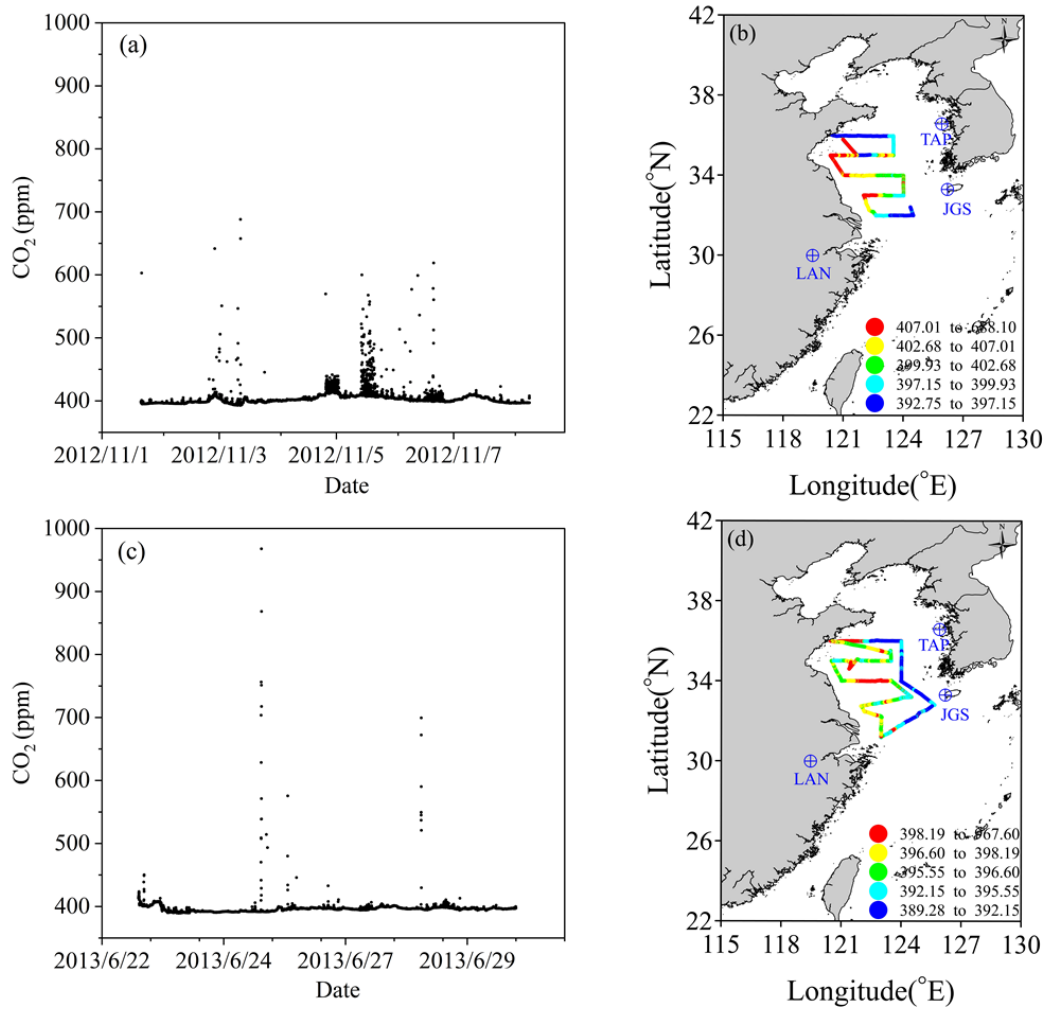 (a)
1000
900
800
700
600
500
400
CO₂ (ppm)
2012/11/1 2012/11/3 2012/11/5 2012/11/7
Date
(b)
N
42
38
34
30
26
22
Latitude(°N)
TAP
JGS
LAN
407.01 to 688.10
402.68 to 407.01
399.93 to 402.68
397.15 to 399.93
392.75 to 397.15
115 118 121 124 127 130
Longitude(°E)
(c)
1000
900
800
700
600
500
400
CO₂ (ppm)
2013/6/22 2013/6/24 2013/6/27 2013/6/29
Date
(d)
N
42
38
34
30
26
22
Latitude(°N)
TAP
JGS
LAN
398.19 to 967.60
396.60 to 398.19
395.55 to 396.60
392.15 to 395.55
389.28 to 392.15
115 118 121 124 127 130
Longitude(°E)